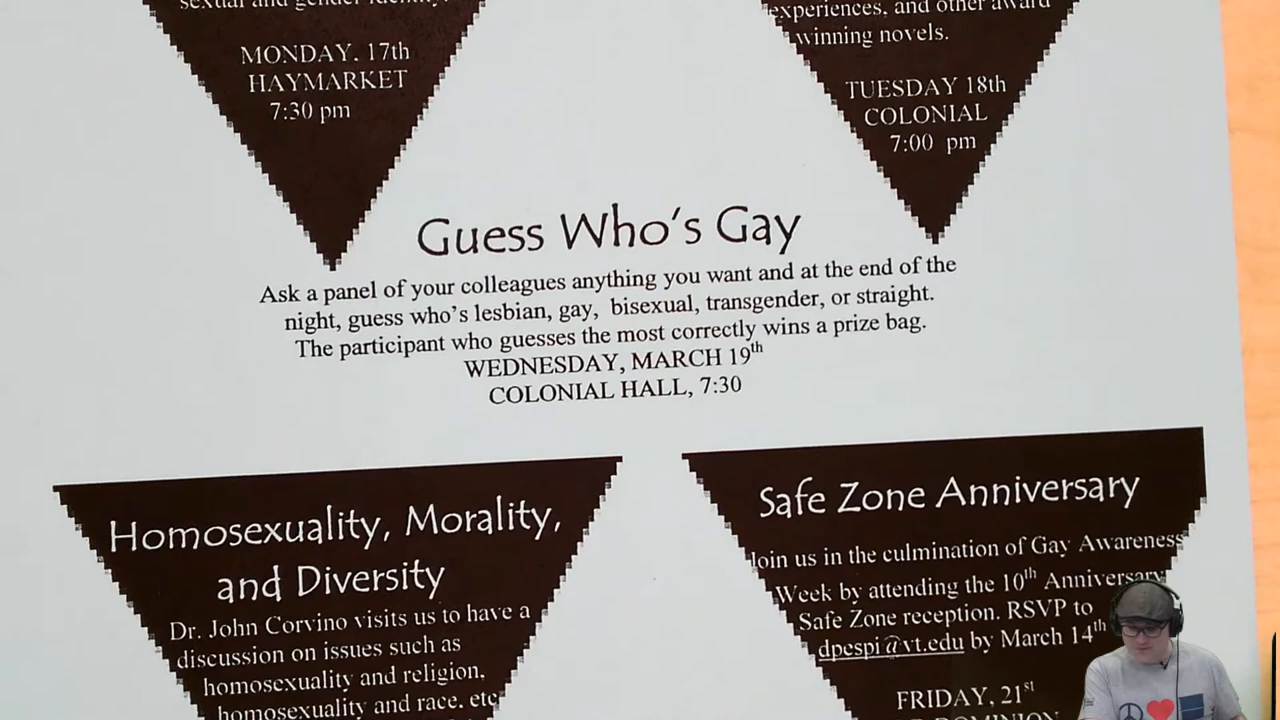 sexual and gender identity.
MONDAY. 17th
HAYMARKET
7:30 pm
experiences, and other award
winning novels.
TUESDAY 18th
COLONIAL
7:00 pm
Guess Who's Gay
Ask a panel of your colleagues anything you want and at the end of the
night, guess who's lesbian, gay, bisexual, transgender, or straight.
The participant who guesses the most correctly wins a prize bag.
WEDNESDAY, MARCH 19th
COLONIAL HALL, 7:30
Homosexuality, Morality,
and Diversity
Dr. John Corvino visits us to have a
discussion on issues such as
homosexuality and religion,
homosexuality and race, etc
Safe Zone Anniversary
Join us in the culmination of Gay Awareness
Week by attending the 10th Anniversary
Safe Zone reception. RSVP to
dpespi@vt.edu by March 14th
FRIDAY, 21st